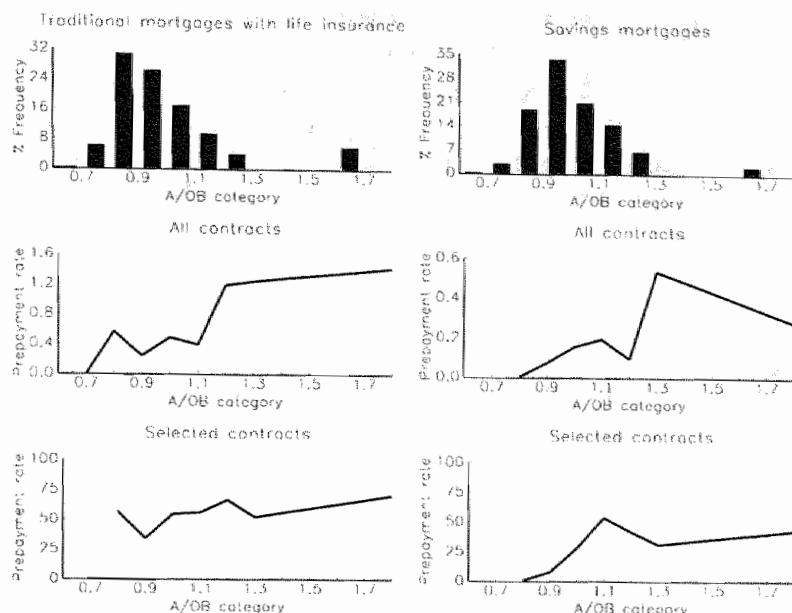 Traditional mortgages with life insurance
% Frequency
32
24
16
8
0
0.7 0.9 1.1 1.3 1.5 1.7
A/OB category
All contracts
Prepayment rate
1.6
1.2
0.8
0.4
0.0
0.7 0.9 1.1 1.3 1.5 1.7
A/OB category
Selected contracts
Prepayment rate
100
75
50
25
0
0.7 0.9 1.1 1.3 1.5 1.7
A/OB category
Savings mortgages
% Frequency
35
28
21
14
7
0
0.7 0.9 1.1 1.3 1.5 1.7
A/OB category
All contracts
Prepayment rate
0.6
0.4
0.2
0.0
0.7 0.9 1.1 1.3 1.5 1.7
A/OB category
Selected contracts
Prepayment rate
100
75
50
25
0
0.7 0.9 1.1 1.3 1.5 1.7
A/OB category